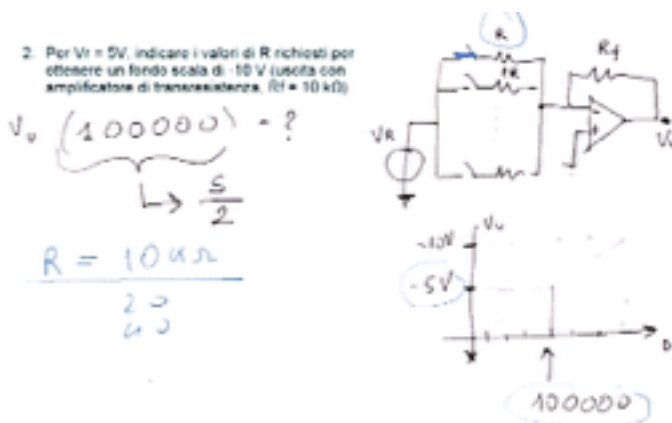 2. Per Vr = 5V, indicare i valori di R richiesti per
ottenere un fondo scala di -10 V (uscita con
amplificatore di transresistenza, Rf = 10 kΩ)
Vu (100000) = ?
S/2
R = 10 kΩ
20
40
R
Rf
VR
Vu
-10V
-5V
D
100000